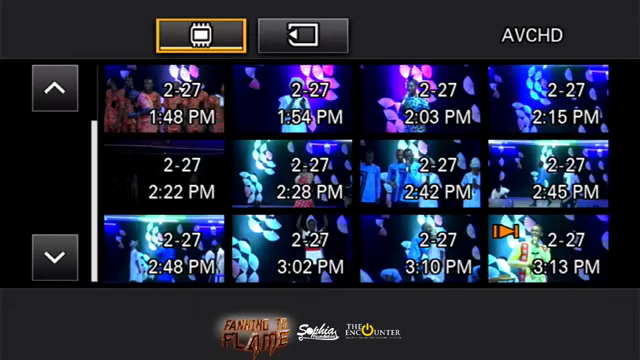 AVCHD
2-27 2-27 2-27 2-27
1:48 PM 1:54 PM 2:03 PM 2:15 PM
2-27 2-27 2-27 2-27
2:22 PM 2:28 PM 2:42 PM 2:45 PM
2-27 2-27 2-27 2-27
2:48 PM 3:02 PM 3:10 PM 3:13 PM
FANNING TO
FLAME
Sophia
THE
ENCOUNTER